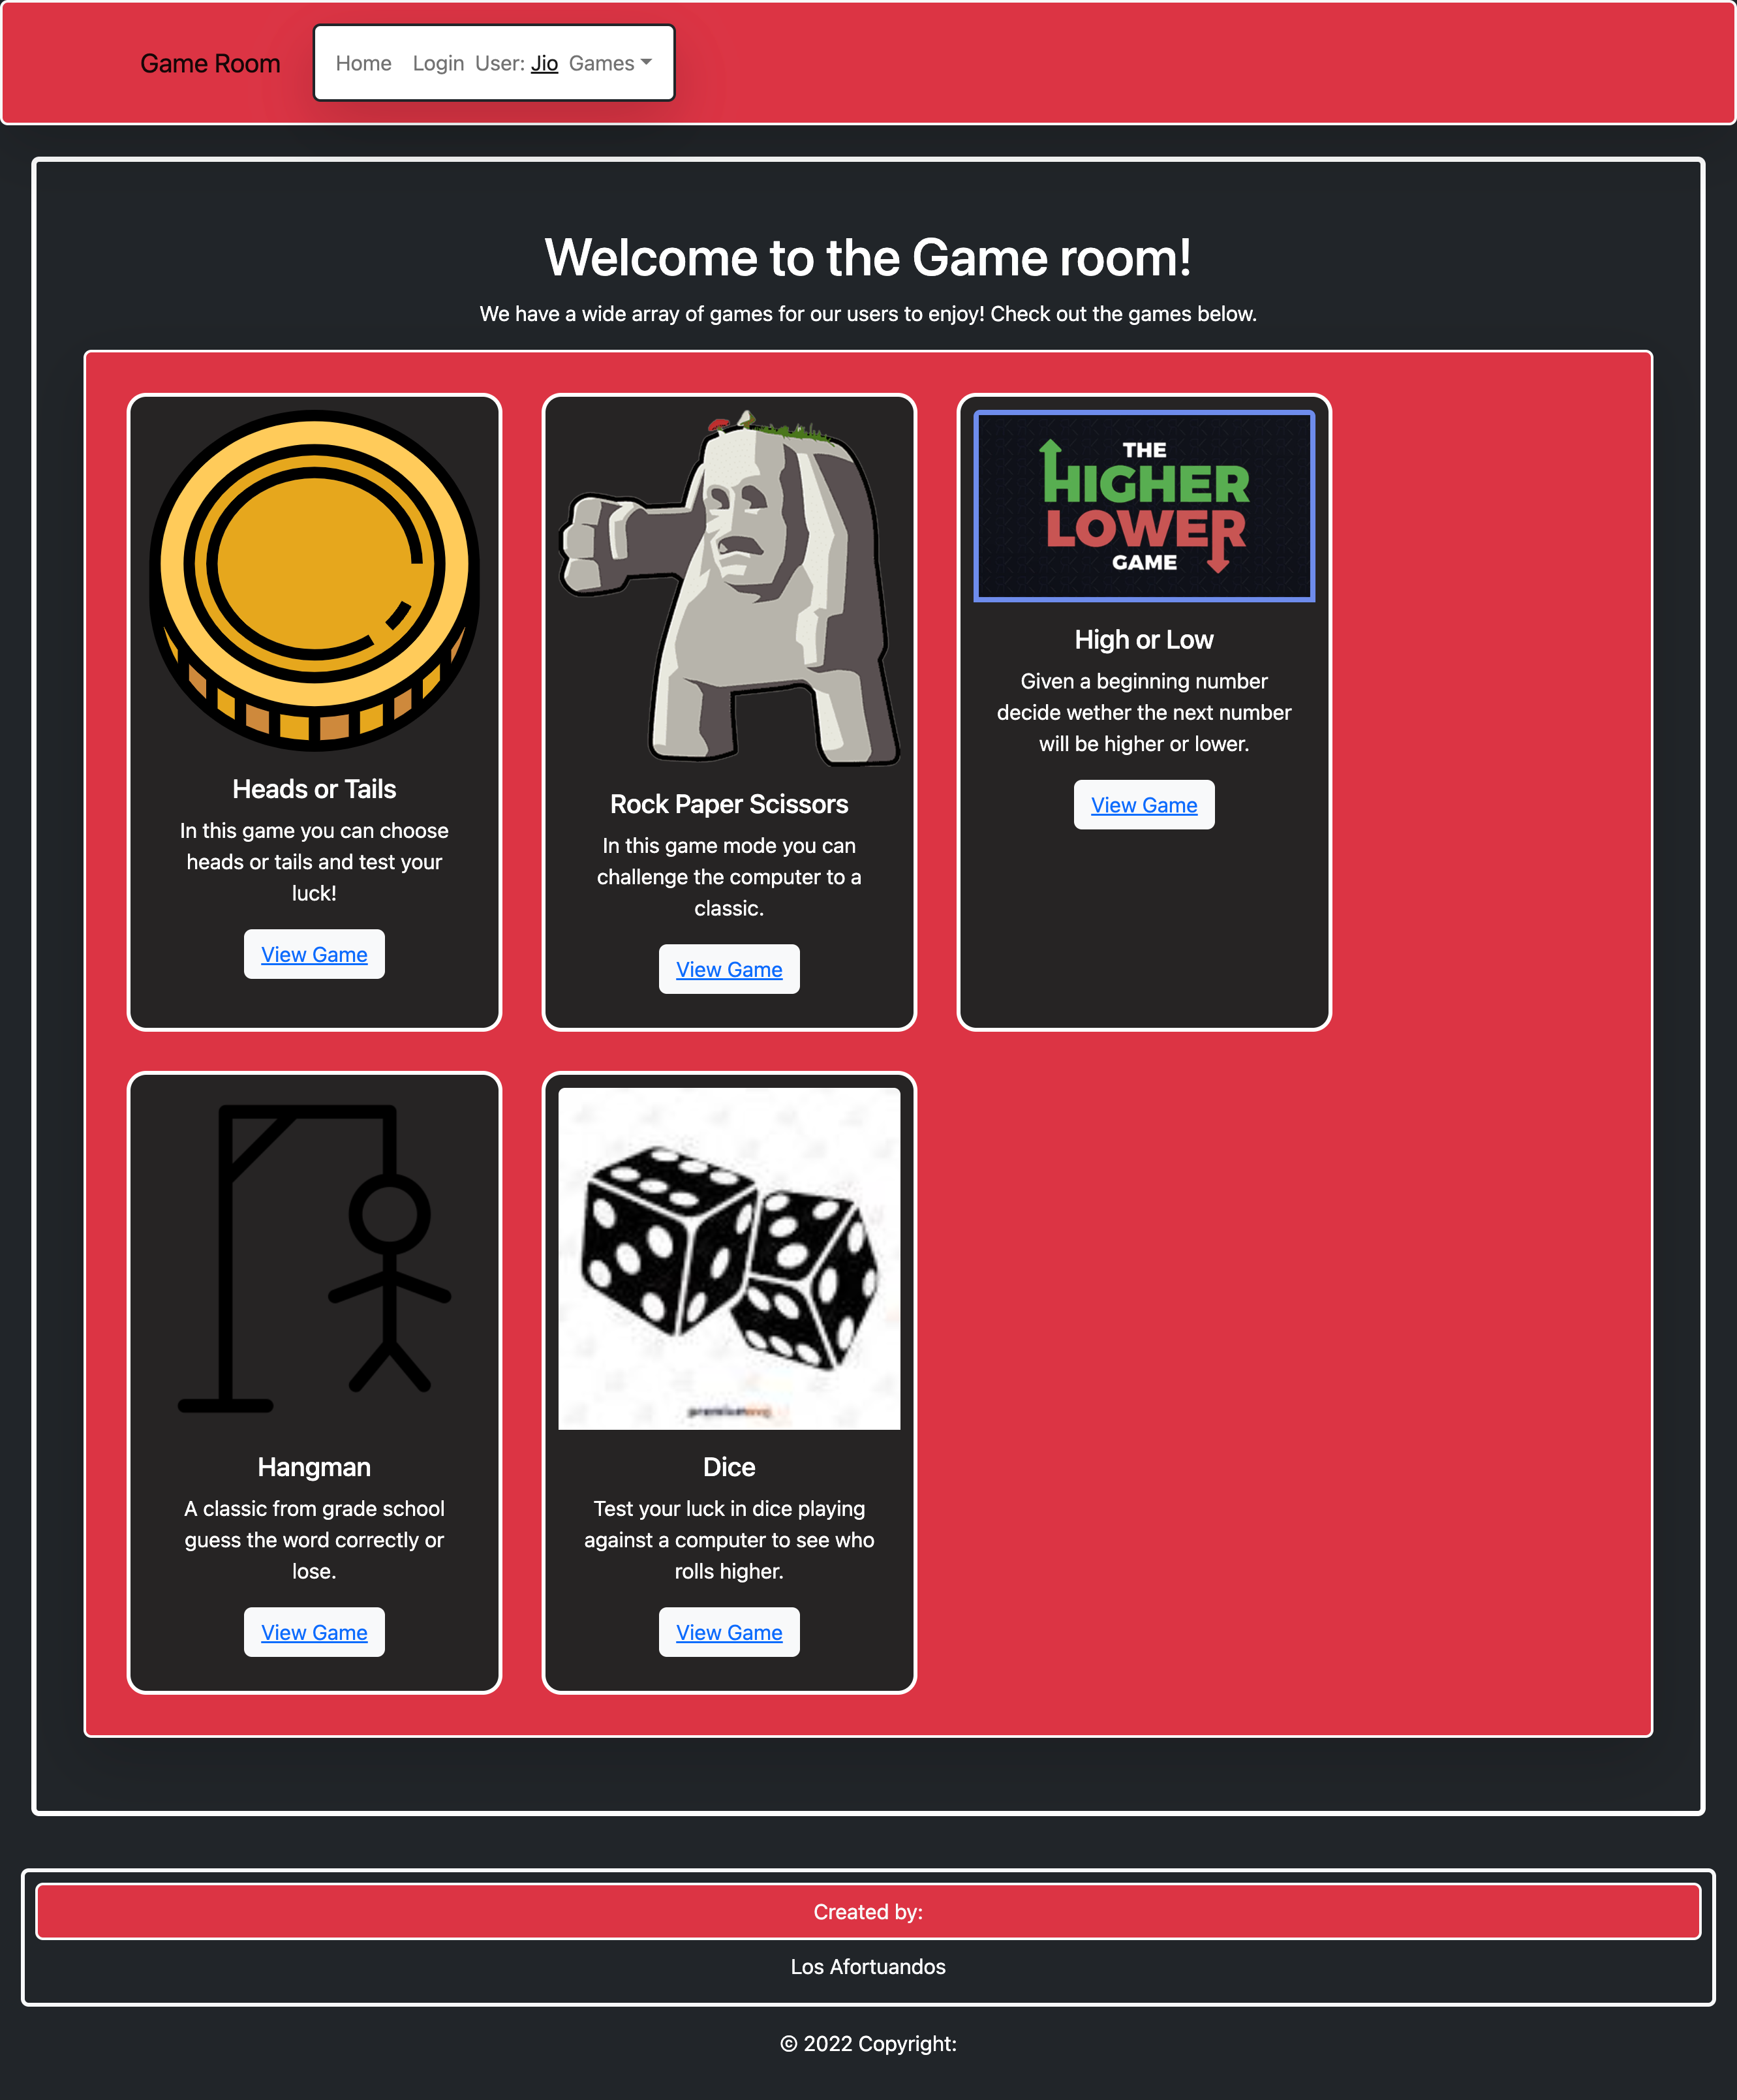 Game Room
Home Login User: Jio Games
Welcome to the Game room!
We have a wide array of games for our users to enjoy! Check out the games below.
Heads or Tails
In this game you can choose
heads or tails and test your
luck!
View Game
Rock Paper Scissors
In this game mode you can
challenge the computer to a
classic.
View Game
THE
HIGHER
LOWER
GAME
High or Low
Given a beginning number
decide wether the next number
will be higher or lower.
View Game
Hangman
A classic from grade school
guess the word correctly or
lose.
View Game
Dice
Test your luck in dice playing
against a computer to see who
rolls higher.
View Game
Created by:
Los Afortuandos
© 2022 Copyright: